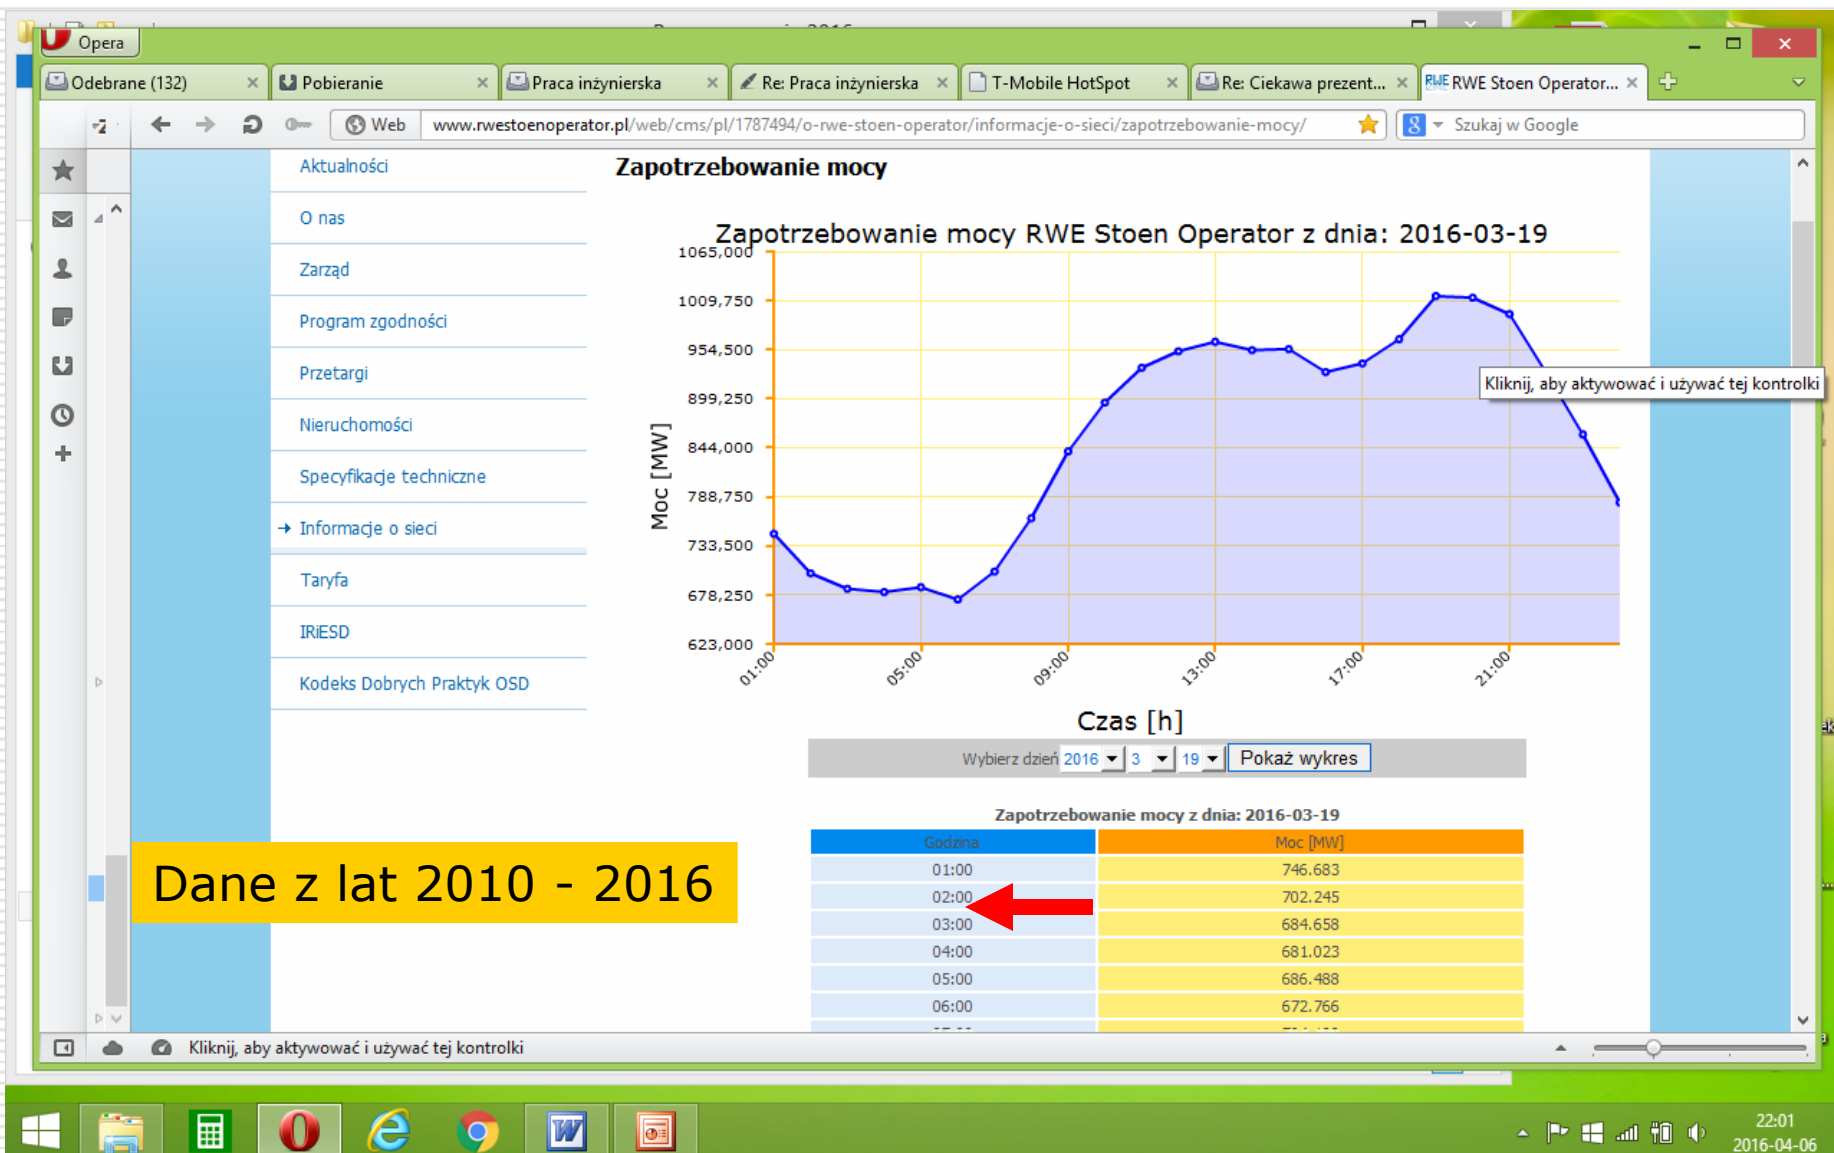 Opera
Odebrane (132)
Pobieranie
Praca inżynierska
Re: Praca inżynierska
T-Mobile HotSpot
Re: Ciekawa prezent...
RWE RWE Stoen Operator...
Web
www.rwestoenoperator.pl/web/cms/pl/1787494/o-rwe-stoen-operator/informacje-o-sieci/zapotrzebowanie-mocy/
Szukaj w Google
Aktualności
O nas
Zarząd
Program zgodności
Przetargi
Nieruchomości
Specyfikacje techniczne
Informacje o sieci
Taryfa
IRiESD
Kodeks Dobrych Praktyk OSD
Zapotrzebowanie mocy
Zapotrzebowanie mocy RWE Stoen Operator z dnia: 2016-03-19
1065,000
1009,750
954,500
899,250
844,000
788,750
733,500
678,250
623,000
Moc [MW]
Kliknij, aby aktywować i używać tej kontrolki
01:00 05:00 09:00 13:00 17:00 21:00
Czas [h]
Wybierz dzień 2016 3 19 Pokaż wykres
Zapotrzebowanie mocy z dnia: 2016-03-19
Godzina Moc [MW]
01:00 746.683
02:00 702.245
03:00 684.658
04:00 681.023
05:00 686.488
06:00 672.766
Dane z lat 2010 - 2016
Kliknij, aby aktywować i używać tej kontrolki
22:01
2016-04-06